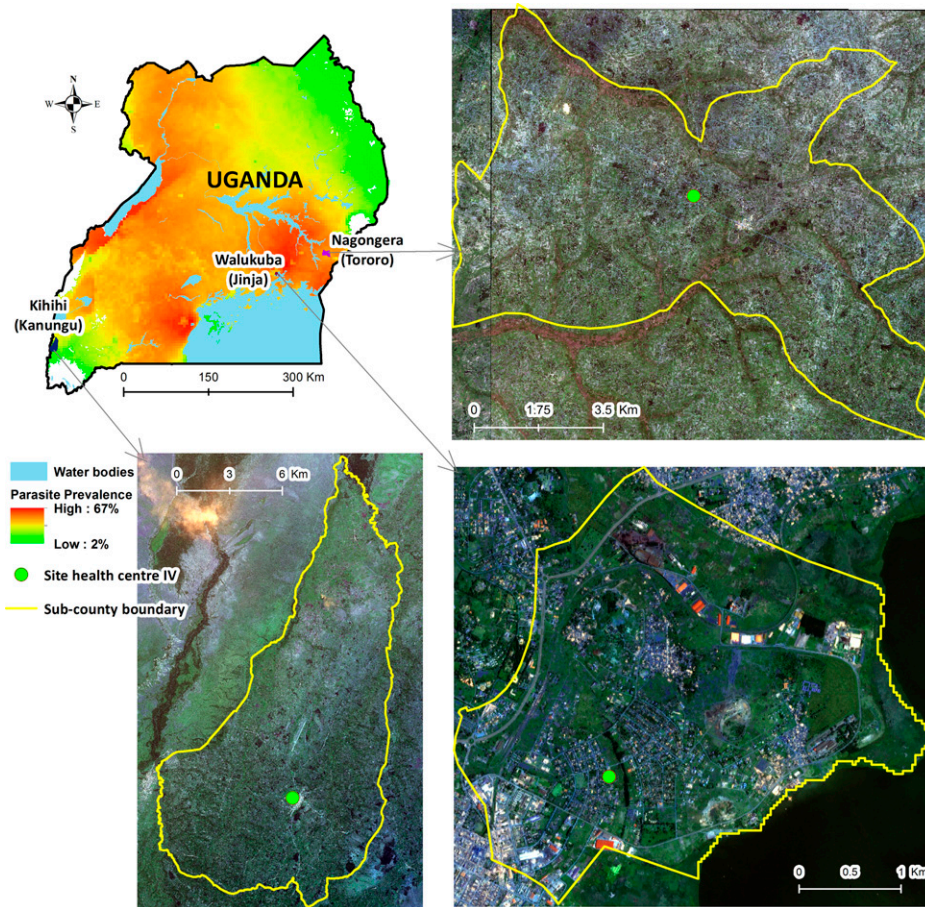 N
W E
S
UGANDA
Nagongera
(Tororo)
Walukuba
(Jinja)
Kihihi
(Kanungu)
0 150 300 Km
0 1.75 3.5 Km
Water bodies
Parasite Prevalence
High : 67%
Low : 2%
Site health centre IV
Sub-county boundary
0 3 6 Km
0 0.5 1 Km